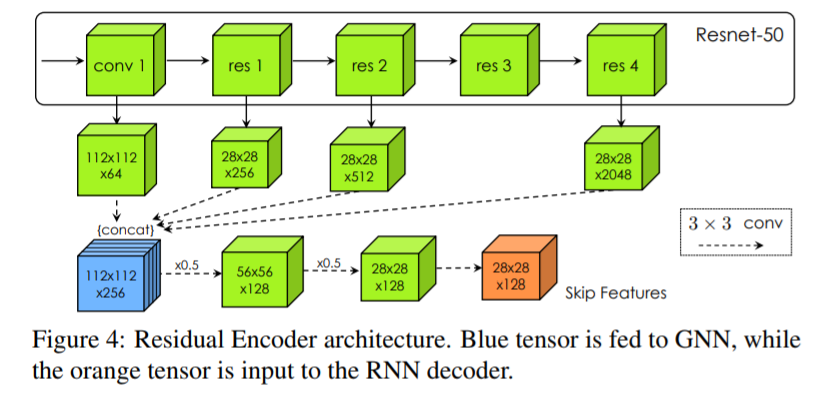 Resnet-50
conv 1
res 1
res 2
res 3
res 4
112x112
x64
28x28
x256
28x28
x512
28x28
x2048
{concat}
3 × 3 conv
112x112
x256
x0.5
56x56
x128
x0.5
28x28
x128
28x28
x128
Skip Features
Figure 4: Residual Encoder architecture. Blue tensor is fed to GNN, while
the orange tensor is input to the RNN decoder.